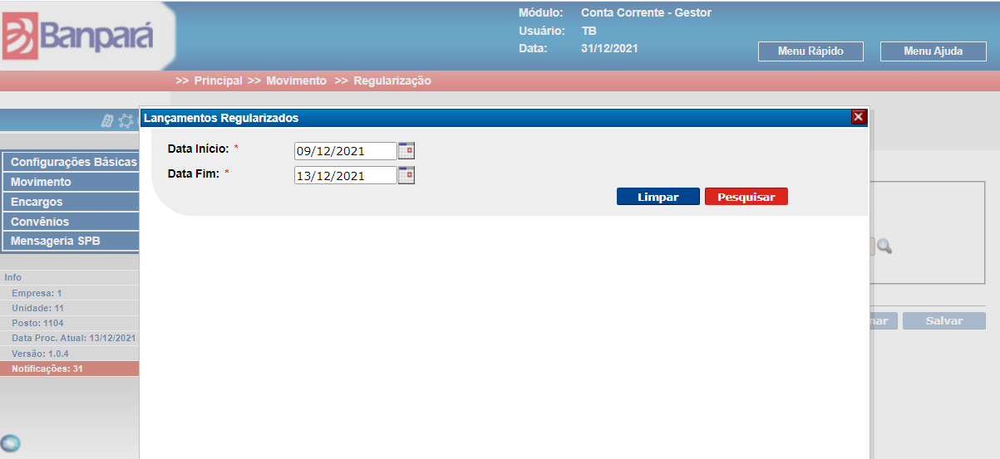 Banpará
Módulo: Conta Corrente - Gestor
Usuário: TB
Data: 31/12/2021
Menu Rápido
Menu Ajuda
>> Principal >> Movimento >> Regularização
Lançamentos Regularizados
Data Início: *
09/12/2021
Data Fim: *
13/12/2021
Limpar
Pesquisar
Configurações Básicas
Movimento
Encargos
Convênios
Mensageria SPB
Info
Empresa: 1
Unidade: 11
Posto: 1104
Data Proc. Atual: 13/12/2021
Versão: 1.0.4
Notificações: 31
Salvar